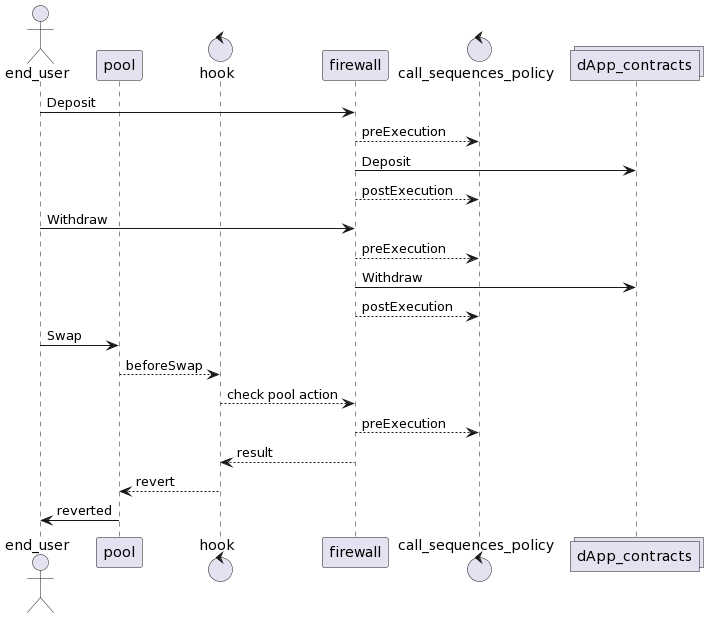 end_user
pool
hook
firewall
call_sequences_policy
dApp_contracts
Deposit
preExecution
Deposit
postExecution
Withdraw
preExecution
Withdraw
postExecution
Swap
beforeSwap
check pool action
preExecution
result
revert
reverted
end_user
pool
hook
firewall
call_sequences_policy
dApp_contracts